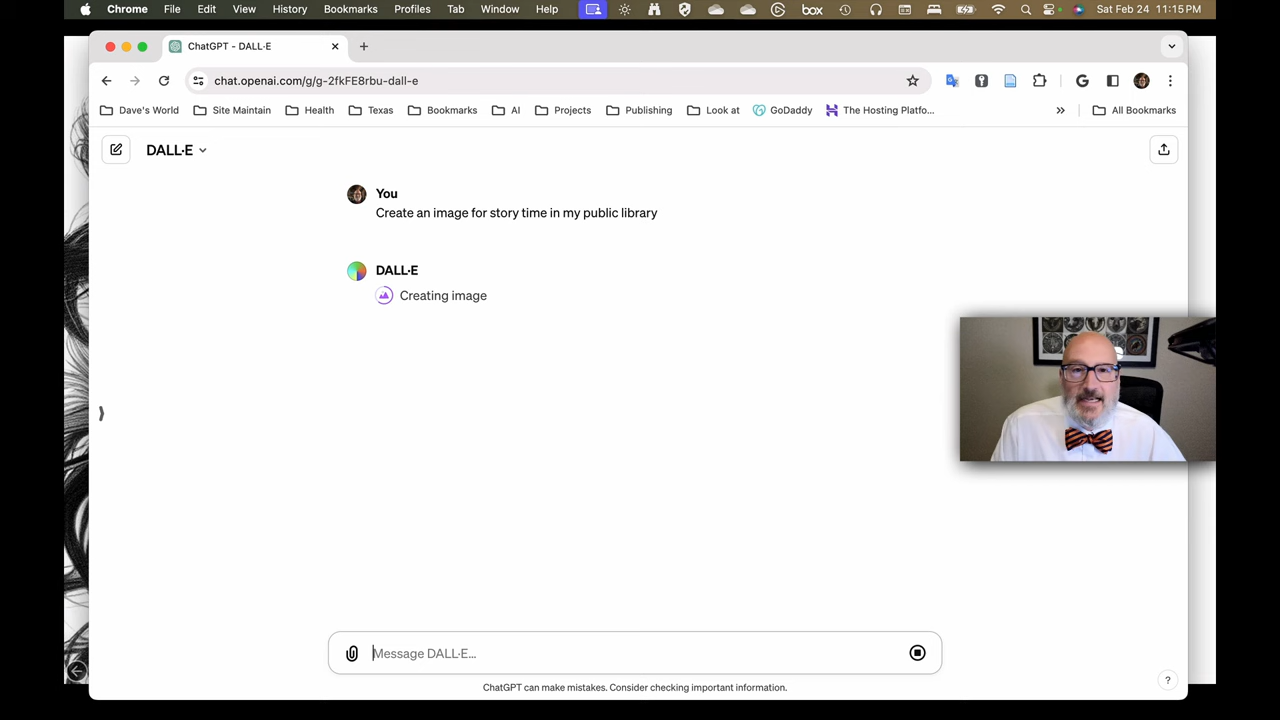 Chrome File Edit View History Bookmarks Profiles Tab Window Help box Sat Feb 24 11:15 PM
ChatGPT - DALL·E
chat.openai.com/g/g-2fkFE8rbu-dall-e
Dave's World Site Maintain Health Texas Bookmarks AI Projects Publishing Look at GoDaddy The Hosting Platfo... » All Bookmarks
DALL·E
You
Create an image for story time in my public library
DALL·E
Creating image
Message DALL·E...
ChatGPT can make mistakes. Consider checking important information.
?